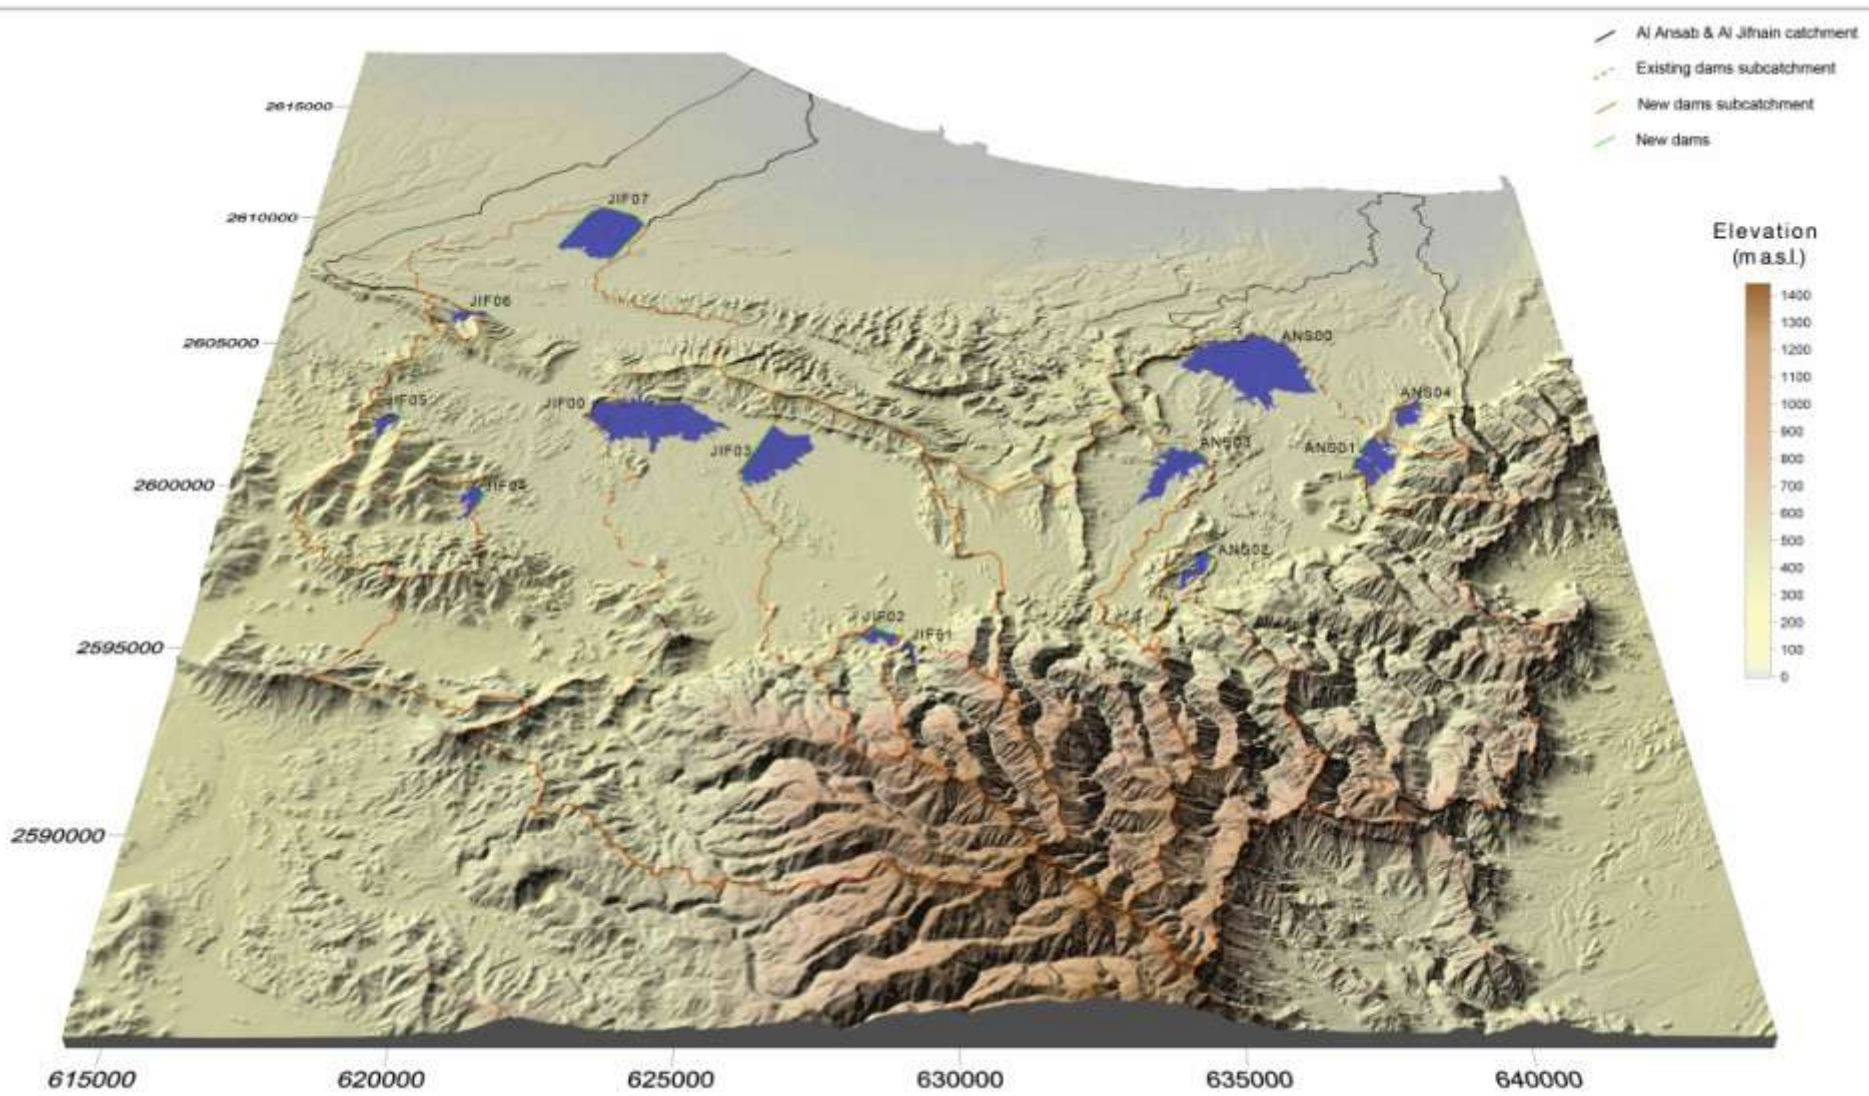 Al Ansab & Al Jifnain catchment
Existing dams subcatchment
New dams subcatchment
New dams
Elevation
(m a.s.l.)
1400
1300
1200
1100
1000
900
800
700
600
500
400
300
200
100
0
2615000
2610000
2605000
2600000
2595000
2590000
615000
620000
625000
630000
635000
640000
JIF07
JIF06
ANS00
JIF05
JIF00
ANS04
JIF03
ANS03
ANS01
JIF04
ANS02
JIF02
JIF01